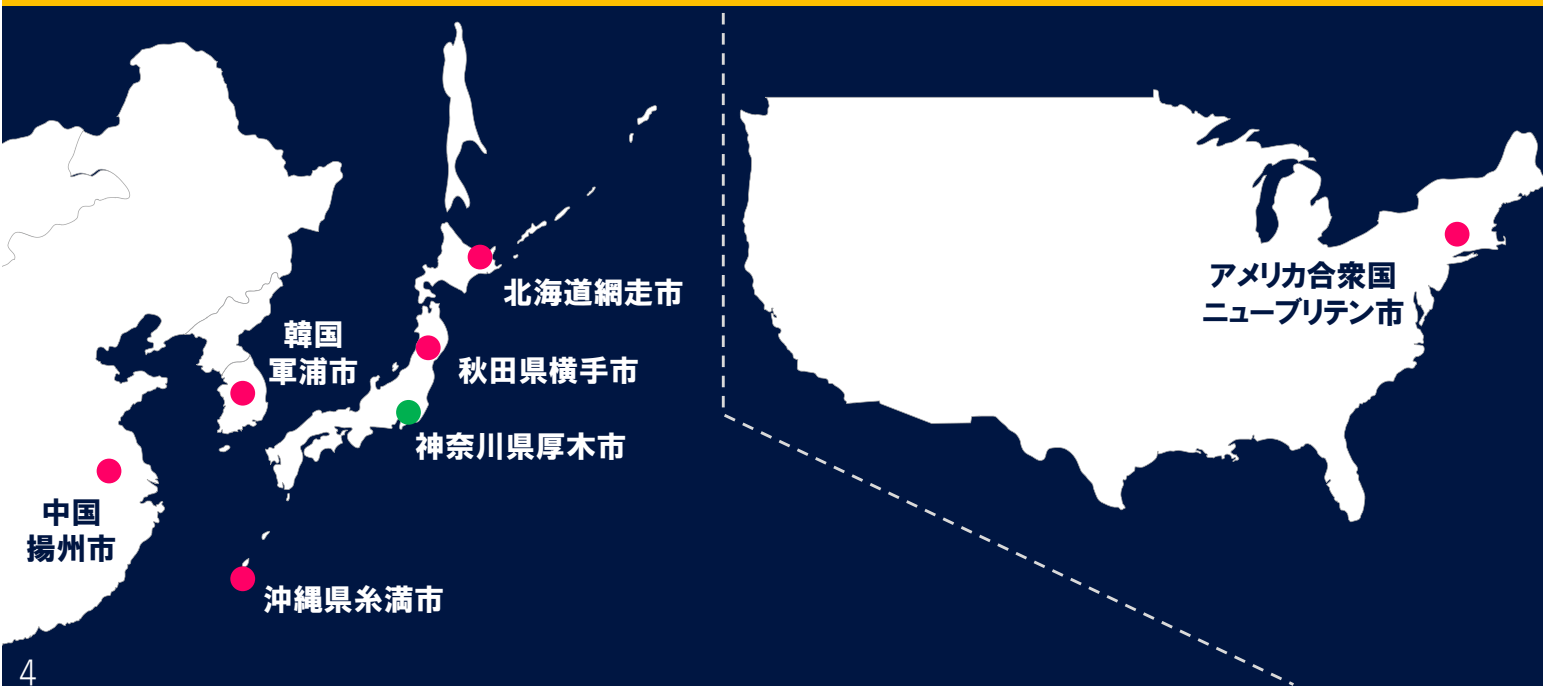 北海道網走市
韓国
軍浦市
秋田県横手市
神奈川県厚木市
中国
揚州市
沖縄県糸満市
アメリカ合衆国
ニューブリテン市
4